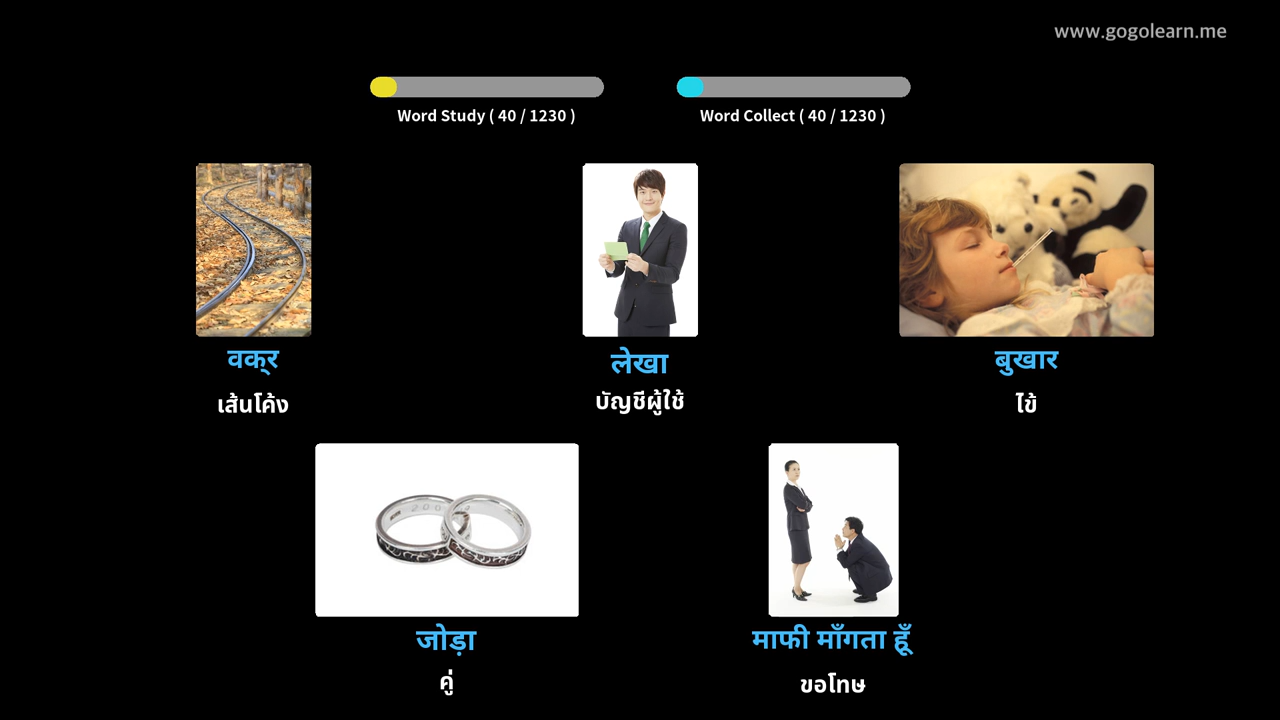 www.gogolearn.me
Word Study ( 40 / 1230 )
Word Collect ( 40 / 1230 )
वक्र
เส้นโค้ง
लेखा
บัญชีผู้ใช้
बुखार
ไข้
जोड़ा
คู่
माफी माँगता हूँ
ขอโทษ